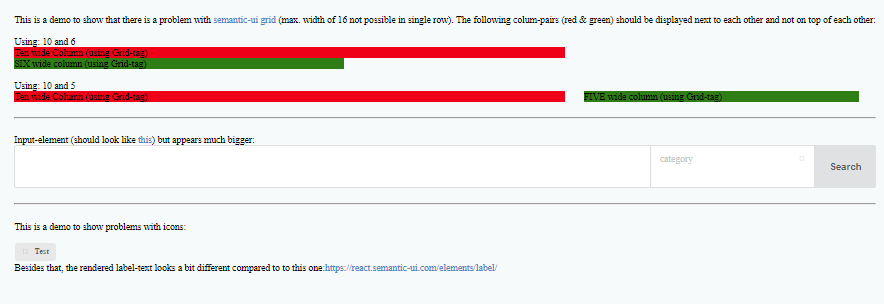 This is a demo to show that there is a problem with semantic-ui grid (max. width of 16 not possible in single row). The following colum-pairs (red & green) should be displayed next to each other and not on top of each other:
Using: 10 and 6
Ten wide Column (using Grid-tag)
SIX wide column (using Grid-tag)
Using: 10 and 5
Ten wide Column (using Grid-tag) FIVE wide column (using Grid-tag)
Input-element (should look like this) but appears much bigger:
category Search
This is a demo to show problems with icons:
Test
Besides that, the rendered label-text looks a bit different compared to to this one:https://react.semantic-ui.com/elements/label/